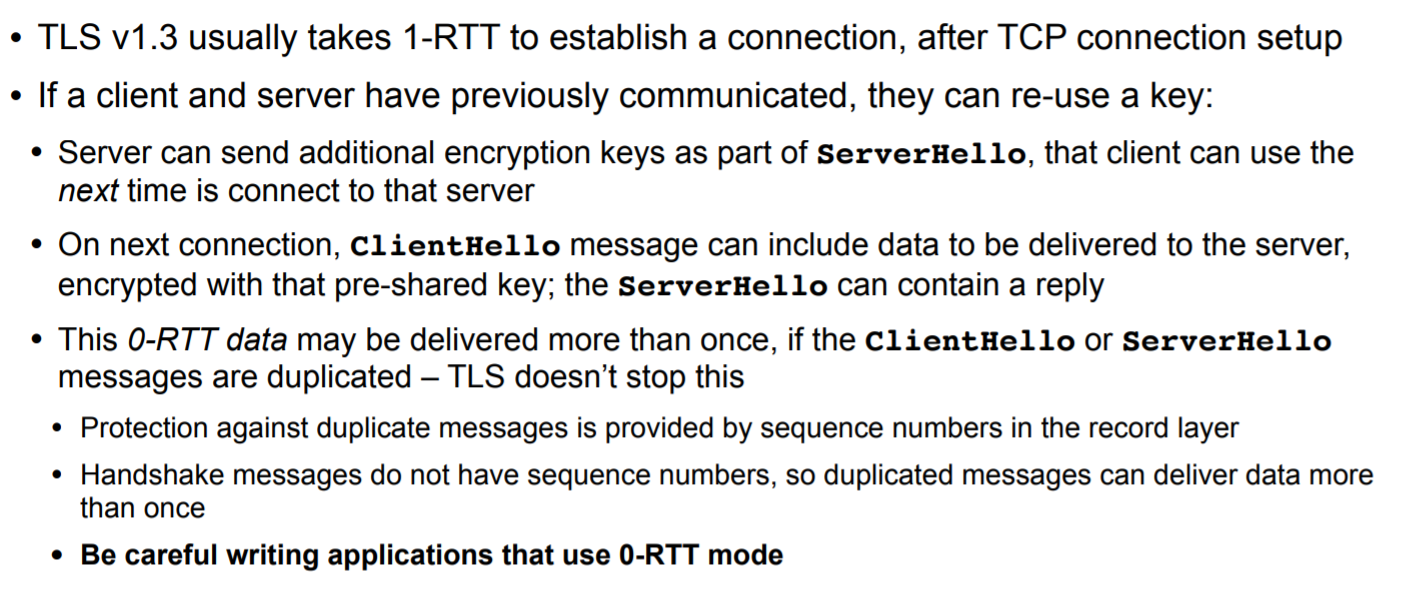 • TLS v1.3 usually takes 1-RTT to establish a connection, after TCP connection setup
• If a client and server have previously communicated, they can re-use a key:
• Server can send additional encryption keys as part of ServerHello, that client can use the
next time is connect to that server
• On next connection, ClientHello message can include data to be delivered to the server,
encrypted with that pre-shared key; the ServerHello can contain a reply
• This 0-RTT data may be delivered more than once, if the ClientHello or ServerHello
messages are duplicated – TLS doesn’t stop this
• Protection against duplicate messages is provided by sequence numbers in the record layer
• Handshake messages do not have sequence numbers, so duplicated messages can deliver data more
than once
• Be careful writing applications that use 0-RTT mode